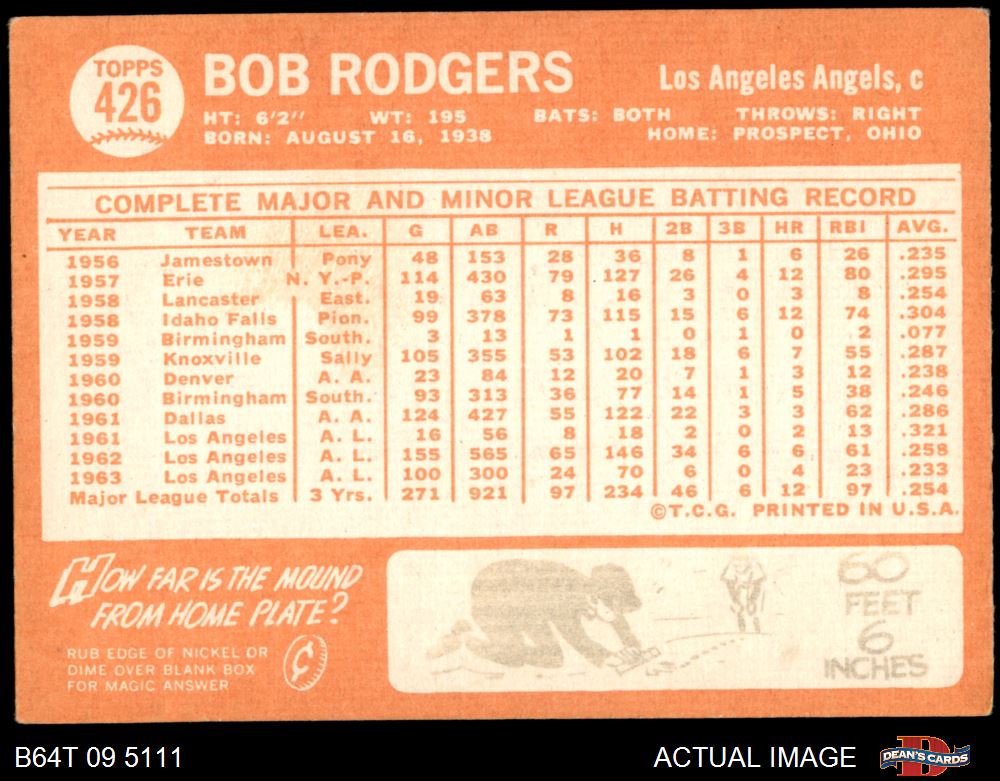 TOPPS
426
BOB RODGERS
Los Angeles Angels, c
HT: 6'2" WT: 195 BATS: BOTH THROWS: RIGHT
BORN: AUGUST 16, 1938 HOME: PROSPECT, OHIO
COMPLETE MAJOR AND MINOR LEAGUE BATTING RECORD
YEAR TEAM LEA. G AB R H 2B 3B HR RBI AVG.
1956 Jamestown Pony 48 153 28 36 8 1 6 26 .235
1957 Erie N. Y.-P. 114 430 79 127 26 4 12 80 .295
1958 Lancaster East. 19 63 8 16 3 0 3 8 .254
1958 Idaho Falls Pion. 99 378 73 115 15 6 12 74 .304
1959 Birmingham South. 3 13 1 1 0 1 0 2 .077
1959 Knoxville Sally 105 355 53 102 18 6 7 55 .287
1960 Denver A. A. 23 84 12 20 7 1 3 12 .238
1960 Birmingham South. 93 313 36 77 14 1 5 38 .246
1961 Dallas A. A. 124 427 55 122 22 3 3 62 .286
1961 Los Angeles A. L. 16 56 8 18 2 0 2 13 .321
1962 Los Angeles A. L. 155 565 65 146 34 6 6 61 .258
1963 Los Angeles A. L. 100 300 24 70 6 0 4 23 .233
Major League Totals 3 Yrs. 271 921 97 234 46 6 12 97 .254
©T.C.G. PRINTED IN U.S.A.
HOW FAR IS THE MOUND
FROM HOME PLATE?
RUB EDGE OF NICKEL OR
DIME OVER BLANK BOX
FOR MAGIC ANSWER
¢
60
FEET
6
INCHES
B64T 09 5111
ACTUAL IMAGE
DEAN'S CARDS